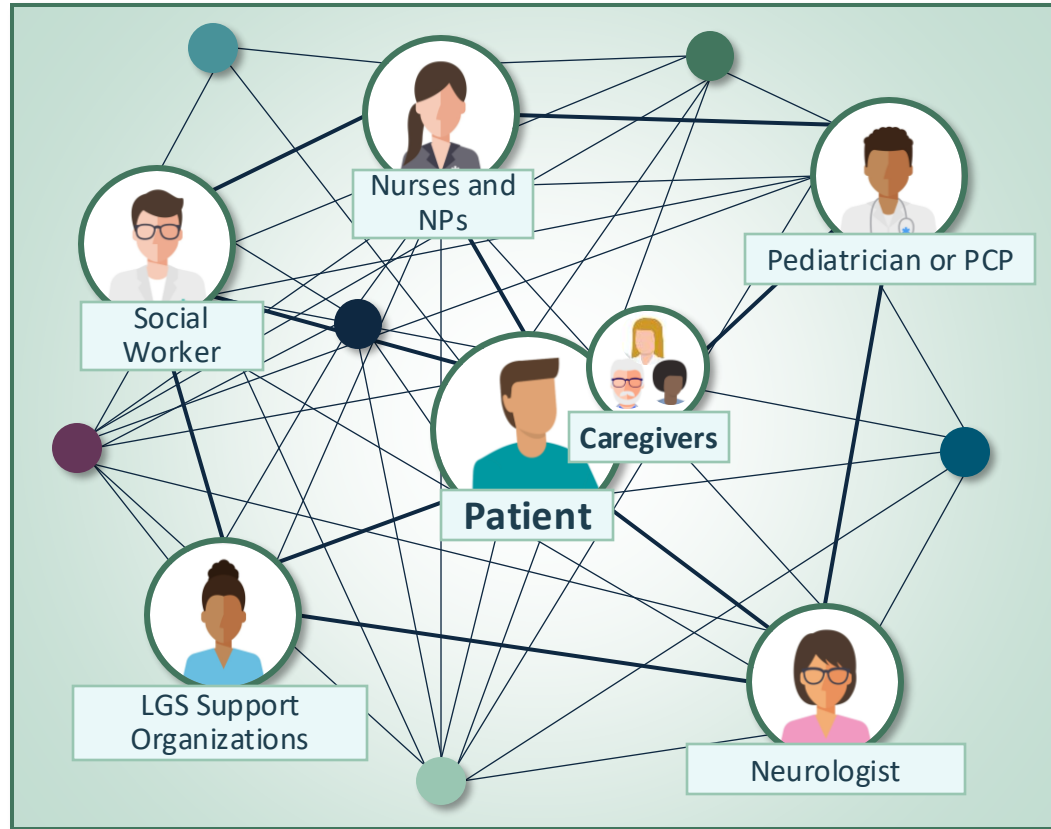 Nurses and
NPs
Pediatrician or PCP
Social
Worker
Caregivers
Patient
LGS Support
Organizations
Neurologist